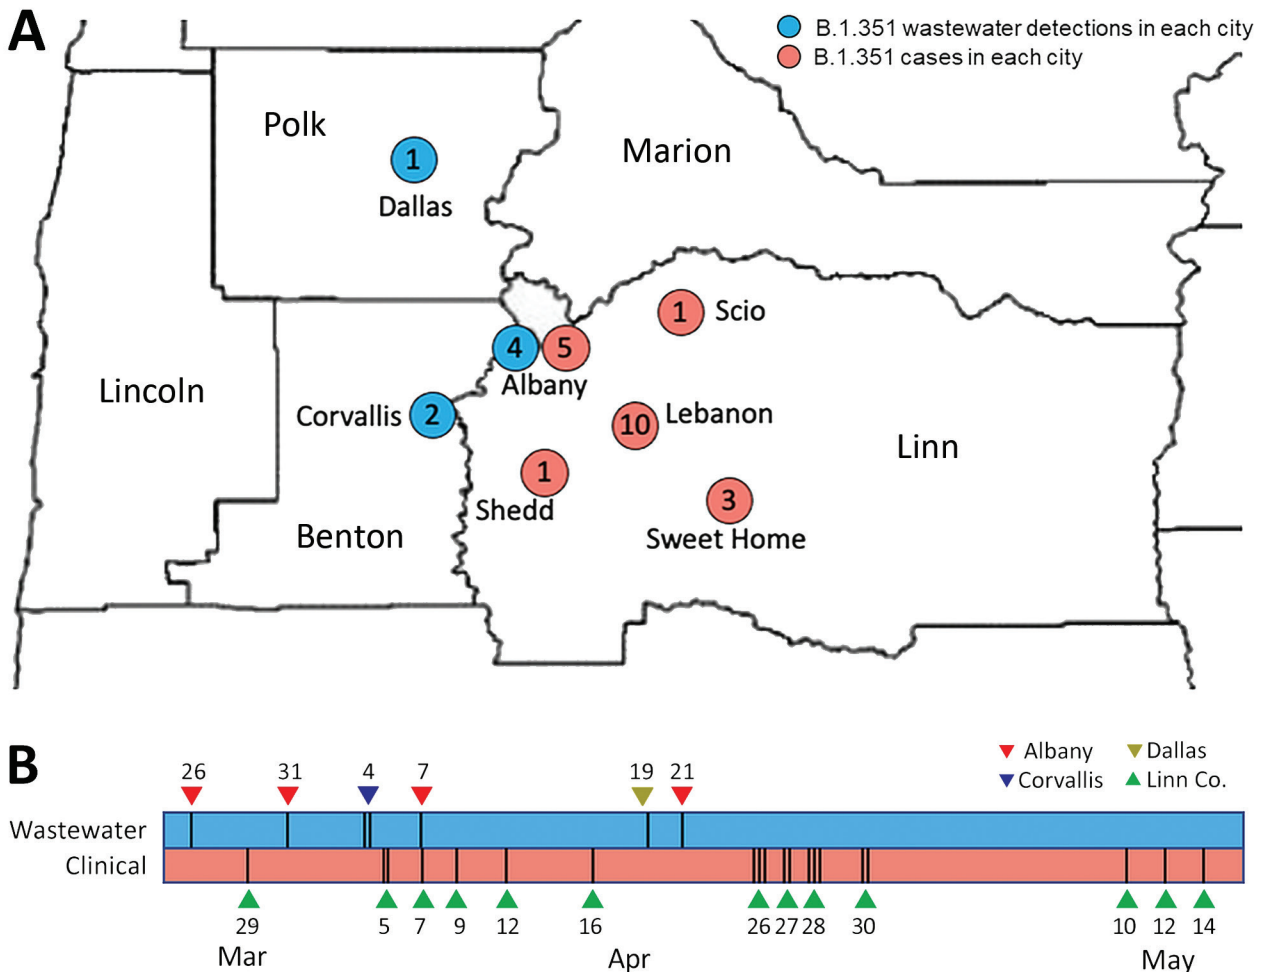 A
B.1.351 wastewater detections in each city
B.1.351 cases in each city
Polk
1
Dallas
Marion
1 Scio
4 5
Albany
Lincoln
Corvallis 2
10 Lebanon
Linn
1
Shedd
3
Sweet Home
Benton
B
Albany Dallas
Corvallis Linn Co.
26 31 4 7 19 21
Wastewater
Clinical
29 5 7 9 12 16 26 27 28 30 10 12 14
Mar Apr May